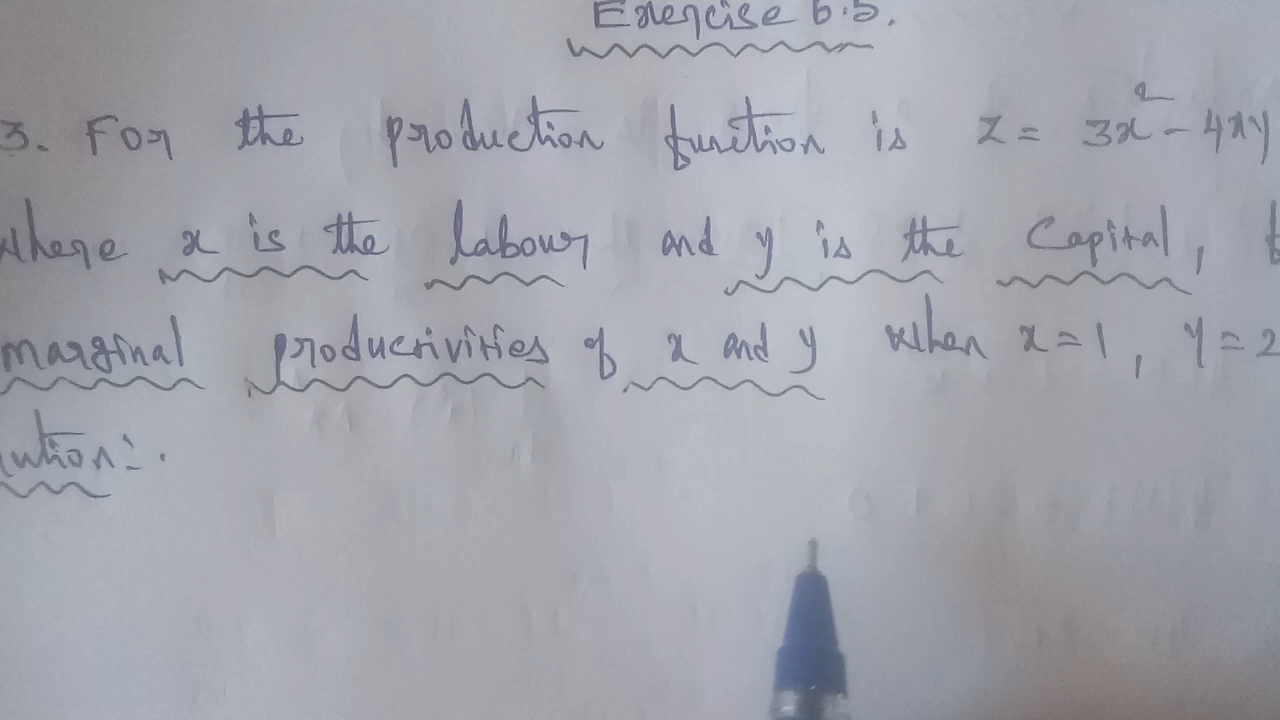 Exercise 6.5.
3. For the production function is z = 3x² - 4xy
where x is the labour and y is the Capital,
marginal productivities of x and y when x=1, y=2
ution:.